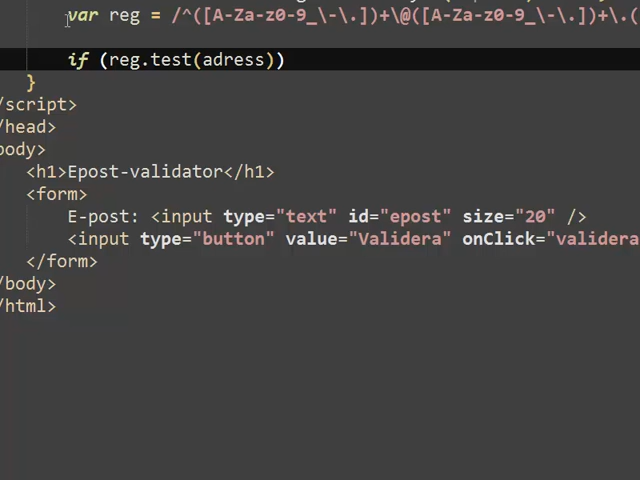 var reg = /^([A-Za-z0-9_\-\.])+\@([A-Za-z0-9_\-\.])+\.(
if (reg.test(adress))
}
/script>
/head>
body>
<h1>Epost-validator</h1>
<form>
E-post: <input type="text" id="epost" size="20" />
<input type="button" value="Validera" onClick="validera
</form>
/body>
/html>